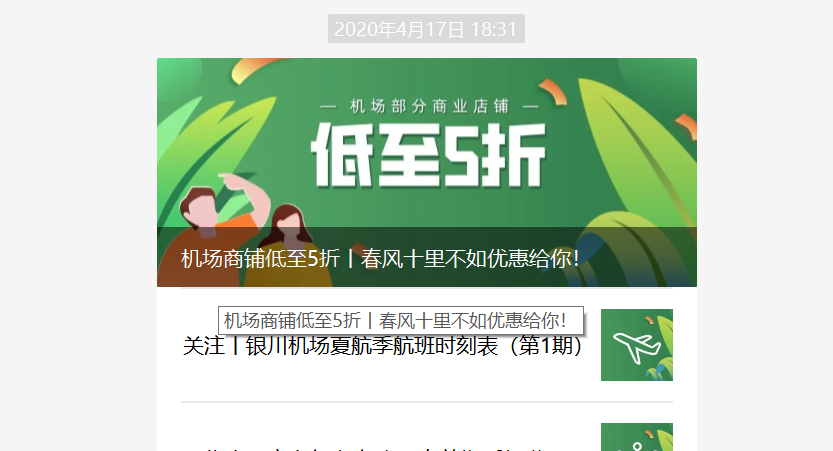 2020年4月17日 18:31
— 机场部分商业店铺 —
低至5折
机场商铺低至5折丨春风十里不如优惠给你！
机场商铺低至5折丨春风十里不如优惠给你！
关注丨银川机场夏航季航班时刻表（第1期）